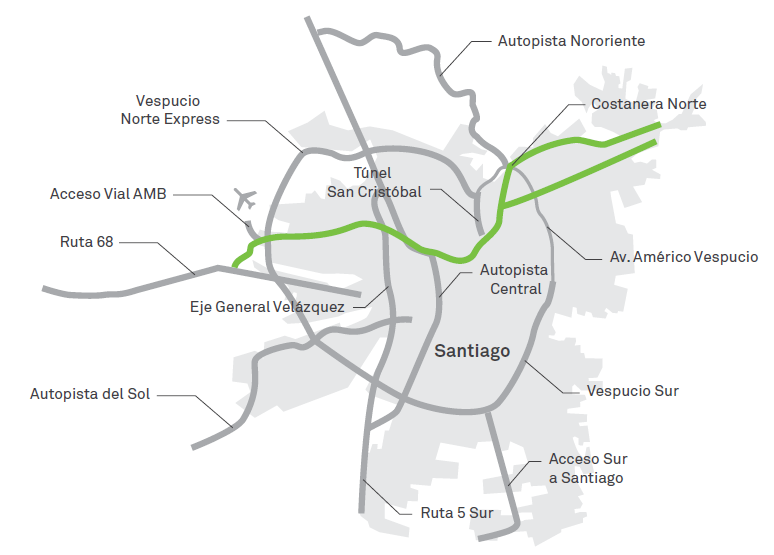 Autopista Nororiente
Vespucio
Norte Express
Costanera Norte
Túnel
San Cristóbal
Acceso Vial AMB
Ruta 68
Av. Américo Vespucio
Autopista
Central
Eje General Velázquez
Santiago
Autopista del Sol
Vespucio Sur
Acceso Sur
a Santiago
Ruta 5 Sur